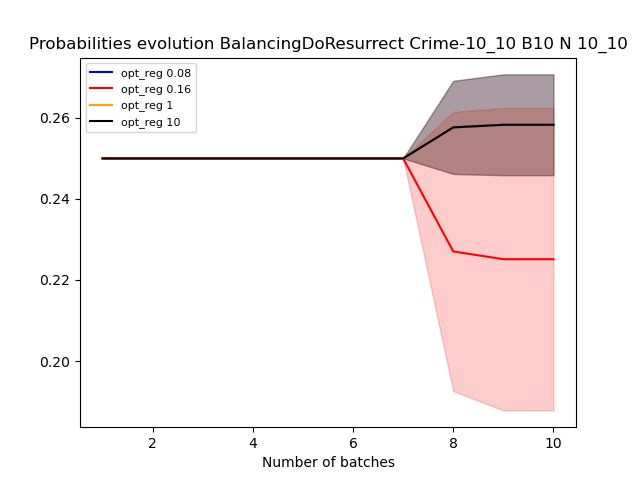 Probabilities evolution BalancingDoResurrect Crime-10_10 B10 N 10_10
opt_reg 0.08
opt_reg 0.16
opt_reg 1
opt_reg 10
0.26
0.24
0.22
0.20
2 4 6 8 10
Number of batches